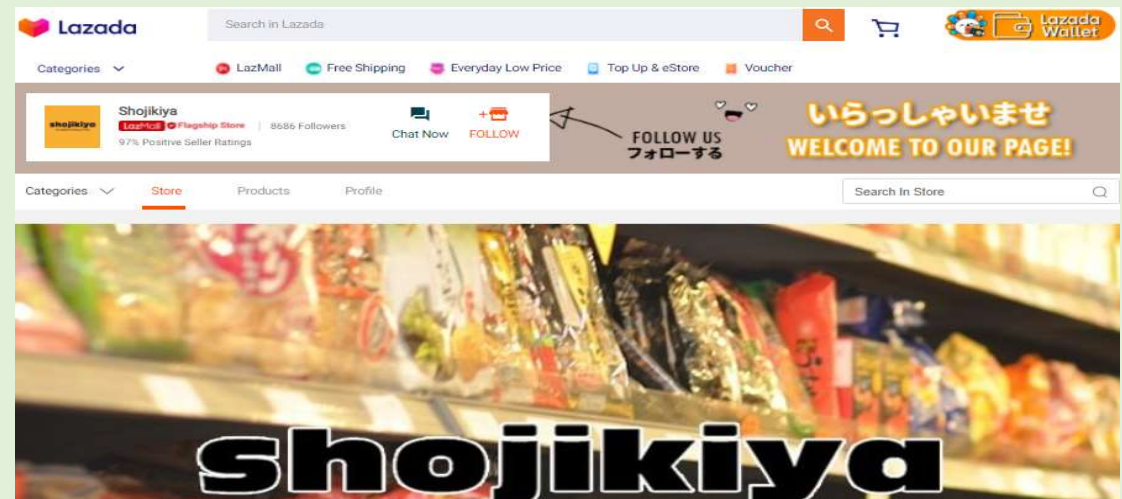 Lazada
Search in Lazada
Lazada Wallet
Categories
LazMall
Free Shipping
Everyday Low Price
Top Up & eStore
Voucher
shojikiya
Shojikiya
LazMall Flagship Store | 8686 Followers
97% Positive Seller Ratings
Chat Now
FOLLOW
FOLLOW US
フォローする
いらっしゃいませ
WELCOME TO OUR PAGE!
Categories
Store
Products
Profile
Search In Store
shojikiya